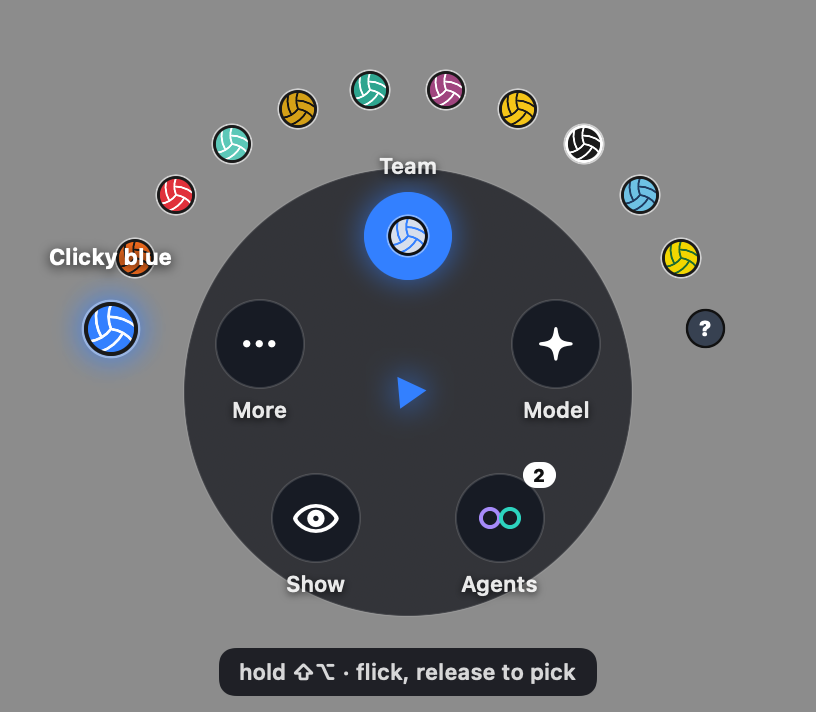 Team
Clicky blue
?
More
Model
2
Show
Agents
hold ⇧⌥ · flick, release to pick